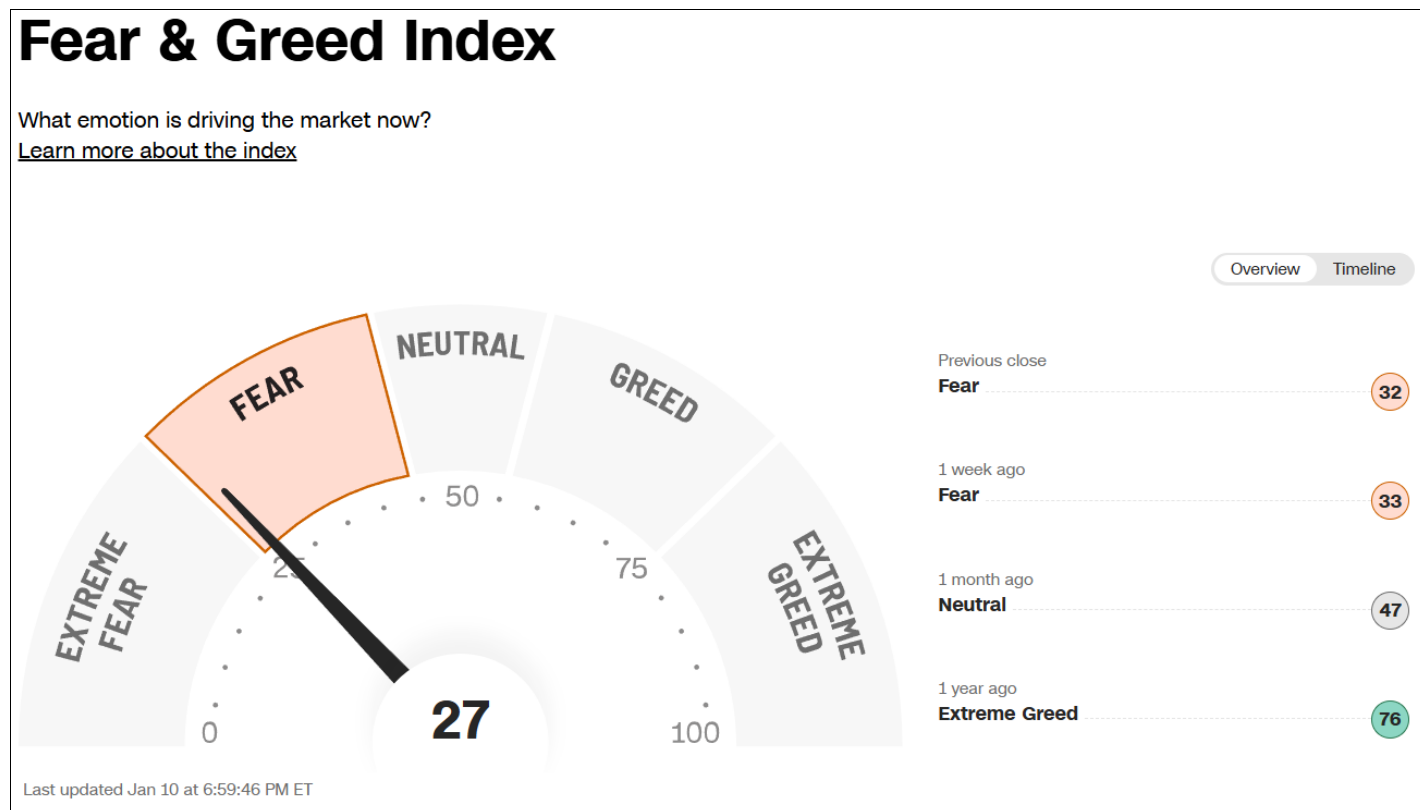 Fear & Greed Index
What emotion is driving the market now?
Learn more about the index
Overview
Timeline
EXTREME
FEAR
FEAR
NEUTRAL
GREED
EXTREME
GREED
0
25
50
75
100
27
Last updated Jan 10 at 6:59:46 PM ET
Previous close
Fear 32
1 week ago
Fear 33
1 month ago
Neutral 47
1 year ago
Extreme Greed 76